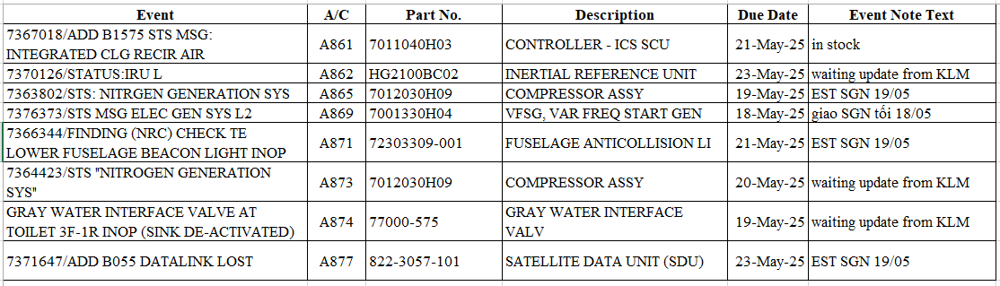 Event A/C Part No. Description Due Date Event Note Text
7367018/ADD B1575 STS MSG:
INTEGRATED CLG RECIR AIR A861 7011040H03 CONTROLLER - ICS SCU 21-May-25 in stock
7370126/STATUS:IRU L A862 HG2100BC02 INERTIAL REFERENCE UNIT 23-May-25 waiting update from KLM
7363802/STS: NITRGEN GENERATION SYS A865 7012030H09 COMPRESSOR ASSY 19-May-25 EST SGN 19/05
7376373/STS MSG ELEC GEN SYS L2 A869 7001330H04 VFSG, VAR FREQ START GEN 18-May-25 giao SGN tối 18/05
7366344/FINDING (NRC) CHECK TE
LOWER FUSELAGE BEACON LIGHT INOP A871 72303309-001 FUSELAGE ANTICOLLISION LI 21-May-25 EST SGN 19/05
7364423/STS "NITROGEN GENERATION
SYS" A873 7012030H09 COMPRESSOR ASSY 20-May-25 waiting update from KLM
GRAY WATER INTERFACE VALVE AT
TOILET 3F-1R INOP (SINK DE-ACTIVATED) A874 77000-575 GRAY WATER INTERFACE
VALV 19-May-25 waiting update from KLM
7371647/ADD B055 DATALINK LOST A877 822-3057-101 SATELLITE DATA UNIT (SDU) 23-May-25 EST SGN 19/05